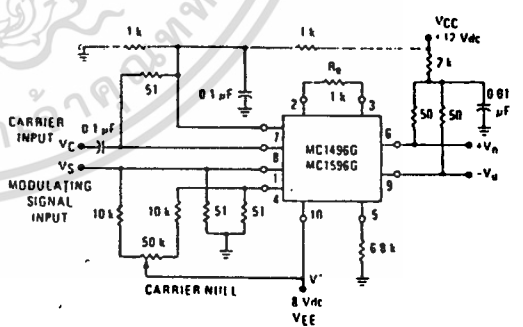 1 k
1 k
VCC
+12 Vdc
2 k
Re
1 k
51
0 1 µF
2
3
50
50
0 01
µF
CARRIER
INPUT
0 1 µF
VC
7
8
MC1496G
MC1596G
6
+Vo
VS
1
9
MODULATING
SIGNAL
INPUT
4
10
5
10 k
10 k
51
51
50 k
6 8 k
CARRIER NULL
V-
8 Vdc
VEE